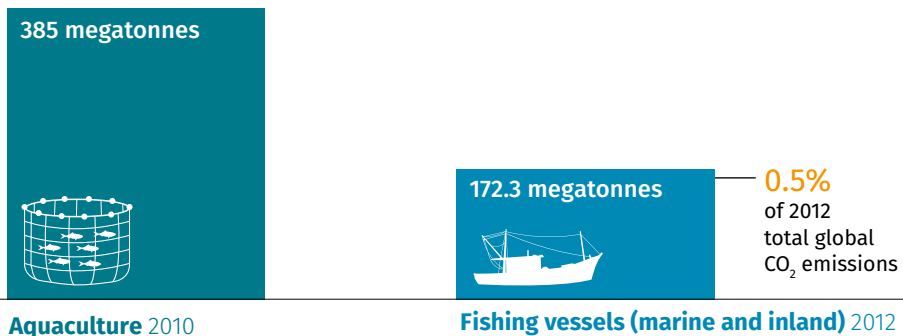 385 megatonnes
172.3 megatonnes
0.5%
of 2012
total global
CO₂ emissions
Aquaculture 2010
Fishing vessels (marine and inland) 2012